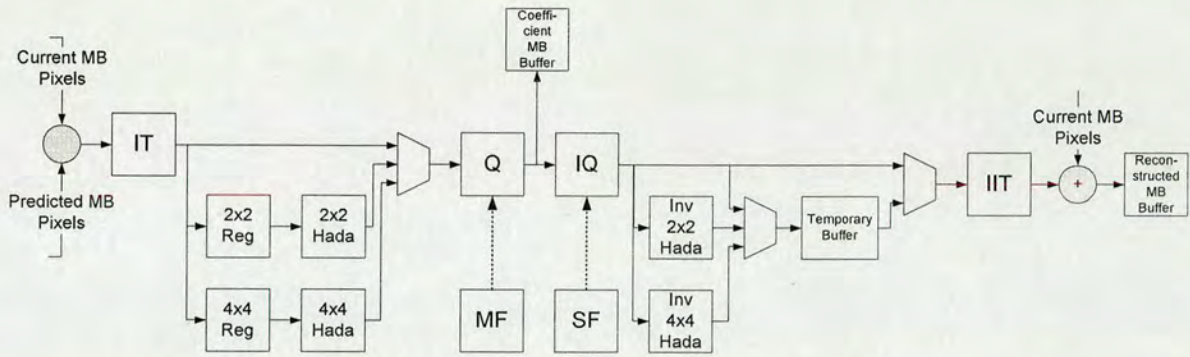 Current MB
Pixels
Predicted MB
Pixels
IT
2x2
Reg
2x2
Hada
4x4
Reg
4x4
Hada
Coeffi-
cient
MB
Buffer
Q
IQ
MF
SF
Inv
2x2
Hada
Inv
4x4
Hada
Temporary
Buffer
IIT
Current MB
Pixels
+
Recon-
structed
MB
Buffer